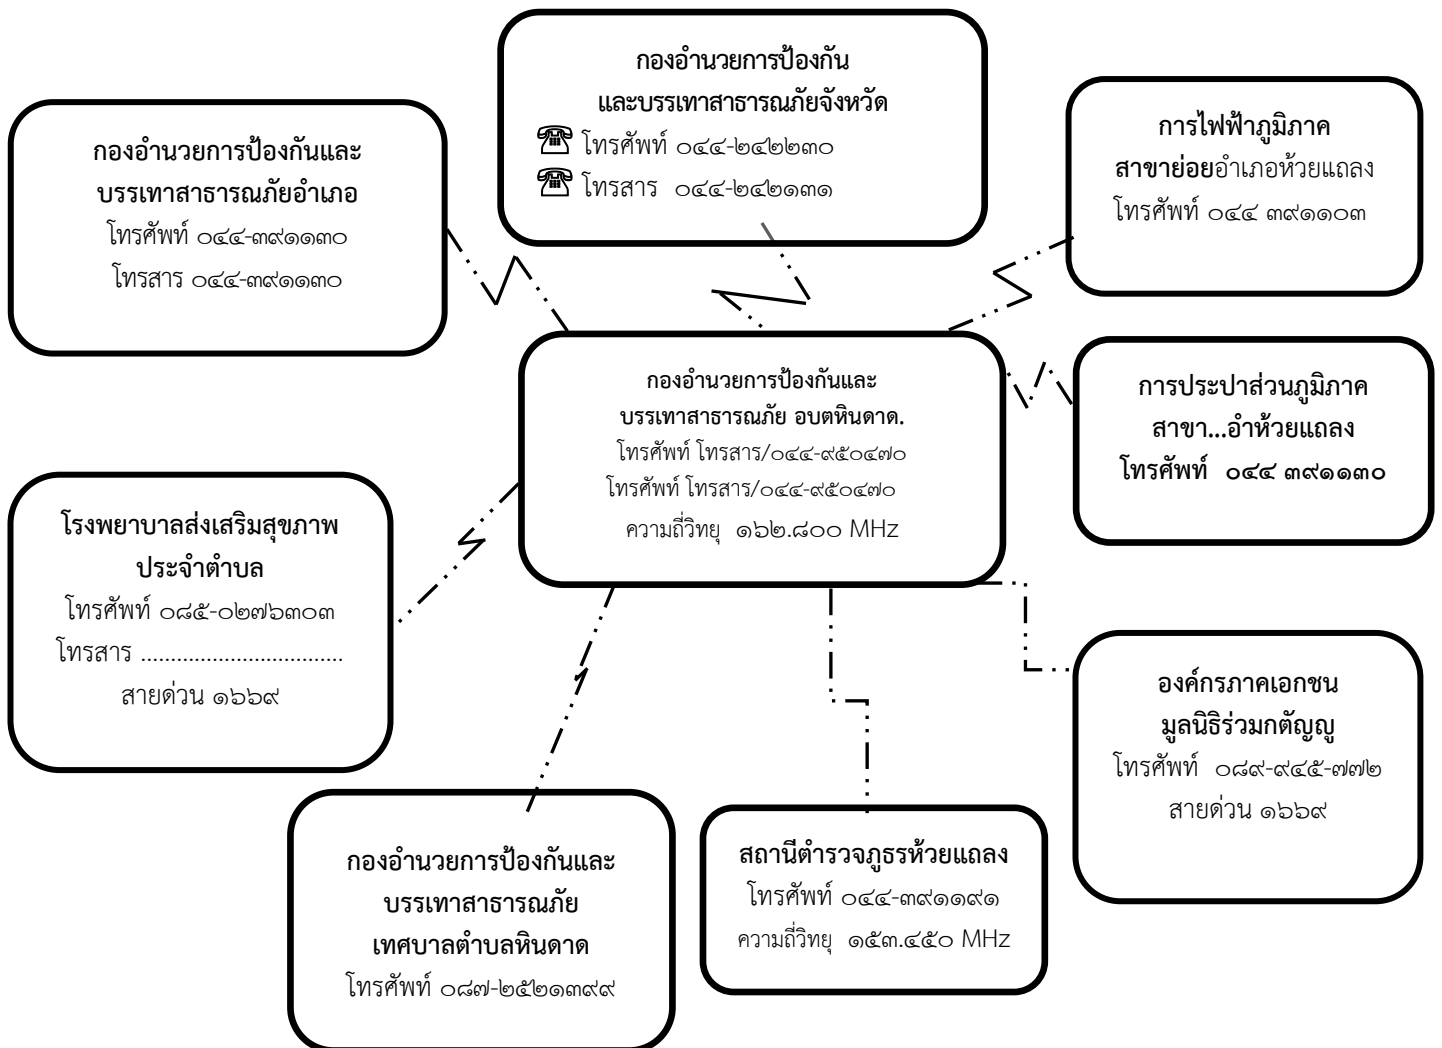 กองอำนวยการป้องกัน
และบรรเทาสาธารณภัยจังหวัด
โทรศัพท์ ๐๔๔-๒๔๒๒๓๐
โทรสาร ๐๔๔-๒๔๒๑๓๑
กองอำนวยการป้องกันและ
บรรเทาสาธารณภัยอำเภอ
โทรศัพท์ ๐๔๔-๓๙๑๑๓๐
โทรสาร ๐๔๔-๓๙๑๑๓๐
การไฟฟ้าภูมิภาค
สาขาย่อยอำเภอห้วยแถลง
โทรศัพท์ ๐๔๔ ๓๙๑๑๐๓
กองอำนวยการป้องกันและ
บรรเทาสาธารณภัย อบตหินดาด.
โทรศัพท์ โทรสาร/๐๔๔-๙๕๐๔๗๐
โทรศัพท์ โทรสาร/๐๔๔-๙๕๐๔๗๐
ความถี่วิทยุ ๑๖๒.๘๐๐ MHz
การประปาส่วนภูมิภาค
สาขา...อำห้วยแถลง
โทรศัพท์ ๐๔๔ ๓๙๑๑๓๐
โรงพยาบาลส่งเสริมสุขภาพ
ประจำตำบล
โทรศัพท์ ๐๘๕-๐๒๗๖๓๐๓
โทรสาร ..................................
สายด่วน ๑๖๖๙
องค์กรภาคเอกชน
มูลนิธิร่วมกตัญญู
โทรศัพท์ ๐๘๙-๙๔๕-๗๗๒
สายด่วน ๑๖๖๙
กองอำนวยการป้องกันและ
บรรเทาสาธารณภัย
เทศบาลตำบลหินดาด
โทรศัพท์ ๐๘๗-๒๕๒๑๓๙๙
สถานีตำรวจภูธรห้วยแถลง
โทรศัพท์ ๐๔๔-๓๙๑๑๙๑
ความถี่วิทยุ ๑๕๓.๔๕๐ MHz